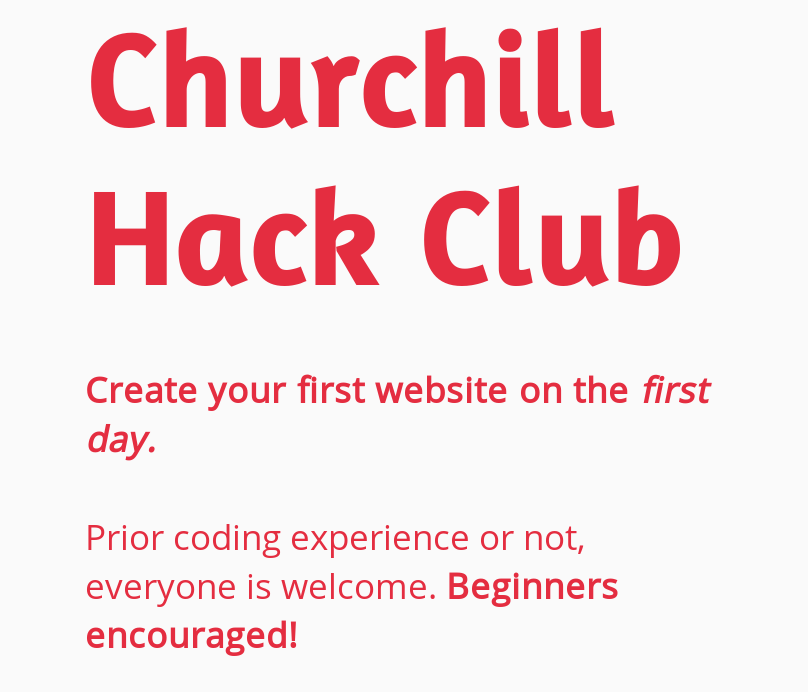 Churchill
Hack Club
Create your first website on the first
day.
Prior coding experience or not,
everyone is welcome. Beginners
encouraged!